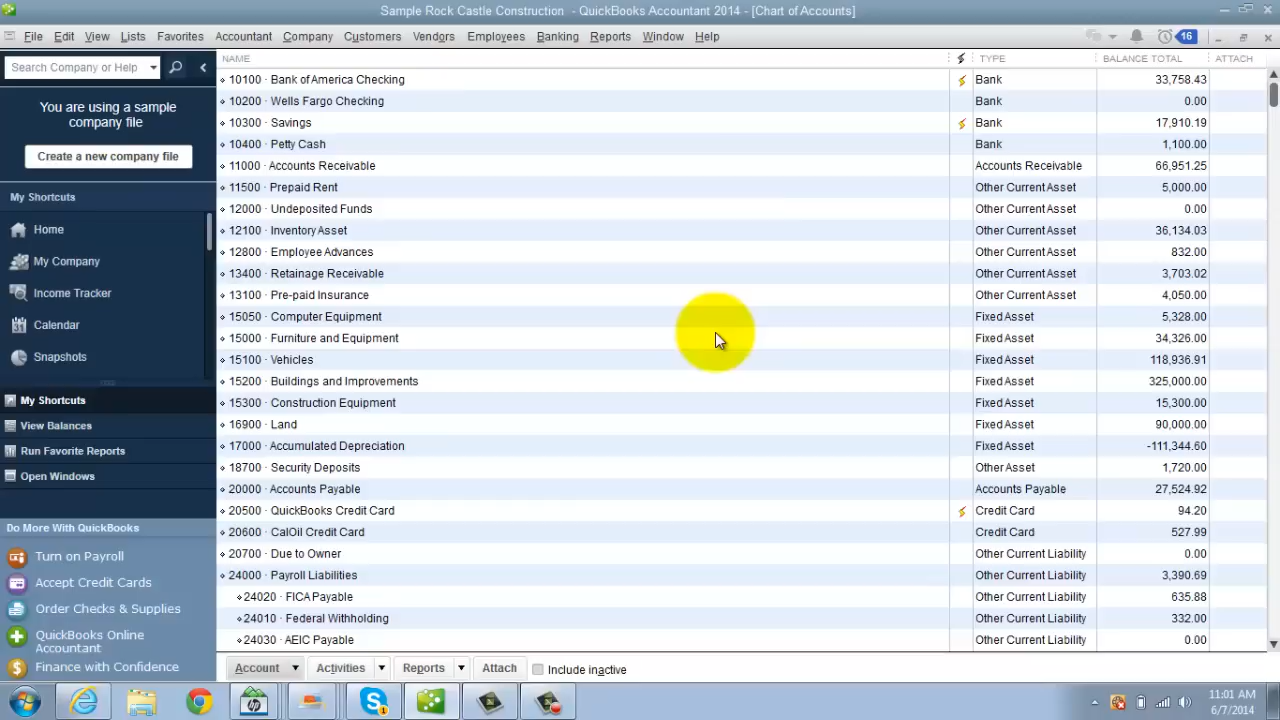 Sample Rock Castle Construction - QuickBooks Accountant 2014 - [Chart of Accounts]
File Edit View Lists Favorites Accountant Company Customers Vendors Employees Banking Reports Window Help 16
Search Company or Help
You are using a sample
company file
Create a new company file
My Shortcuts
Home
My Company
Income Tracker
Calendar
Snapshots
My Shortcuts
View Balances
Run Favorite Reports
Open Windows
Do More With QuickBooks
Turn on Payroll
Accept Credit Cards
Order Checks & Supplies
QuickBooks Online
Accountant
Finance with Confidence
NAME TYPE BALANCE TOTAL ATTACH
10100 · Bank of America Checking Bank 33,758.43
10200 · Wells Fargo Checking Bank 0.00
10300 · Savings Bank 17,910.19
10400 · Petty Cash Bank 1,100.00
11000 · Accounts Receivable Accounts Receivable 66,951.25
11500 · Prepaid Rent Other Current Asset 5,000.00
12000 · Undeposited Funds Other Current Asset 0.00
12100 · Inventory Asset Other Current Asset 36,134.03
12800 · Employee Advances Other Current Asset 832.00
13400 · Retainage Receivable Other Current Asset 3,703.02
13100 · Pre-paid Insurance Other Current Asset 4,050.00
15050 · Computer Equipment Fixed Asset 5,328.00
15000 · Furniture and Equipment Fixed Asset 34,326.00
15100 · Vehicles Fixed Asset 118,936.91
15200 · Buildings and Improvements Fixed Asset 325,000.00
15300 · Construction Equipment Fixed Asset 15,300.00
16900 · Land Fixed Asset 90,000.00
17000 · Accumulated Depreciation Fixed Asset -111,344.60
18700 · Security Deposits Other Asset 1,720.00
20000 · Accounts Payable Accounts Payable 27,524.92
20500 · QuickBooks Credit Card Credit Card 94.20
20600 · CalOil Credit Card Credit Card 527.99
20700 · Due to Owner Other Current Liability 0.00
24000 · Payroll Liabilities Other Current Liability 3,390.69
24020 · FICA Payable Other Current Liability 635.88
24010 · Federal Withholding Other Current Liability 332.00
24030 · AEIC Payable Other Current Liability 0.00
Account Activities Reports Attach Include inactive
11:01 AM
6/7/2014